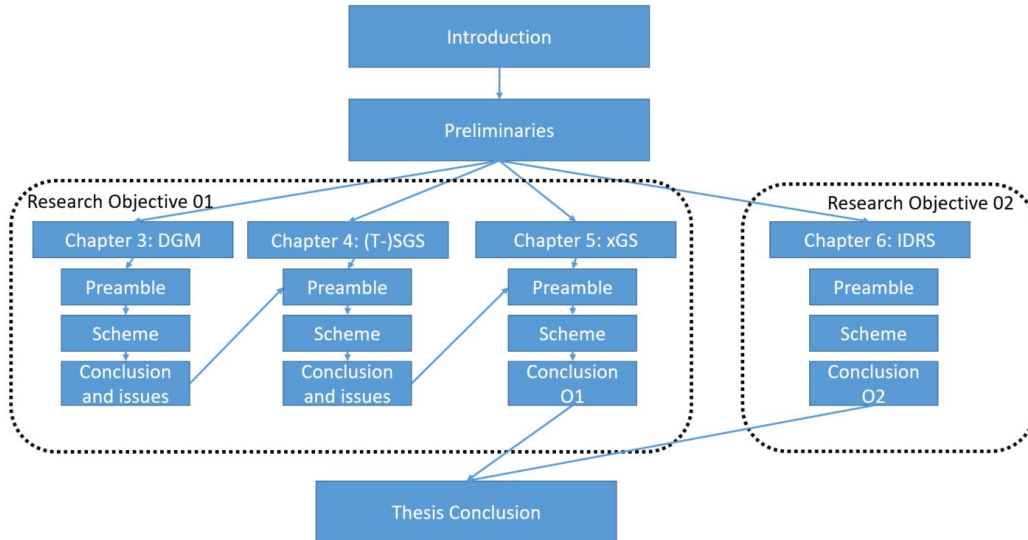 Introduction
Preliminaries
Research Objective 01
Chapter 3: DGM
Preamble
Scheme
Conclusion
and issues
Chapter 4: (T-)SGS
Preamble
Scheme
Conclusion
and issues
Chapter 5: xGS
Preamble
Scheme
Conclusion
O1
Research Objective 02
Chapter 6: IDRS
Preamble
Scheme
Conclusion
O2
Thesis Conclusion